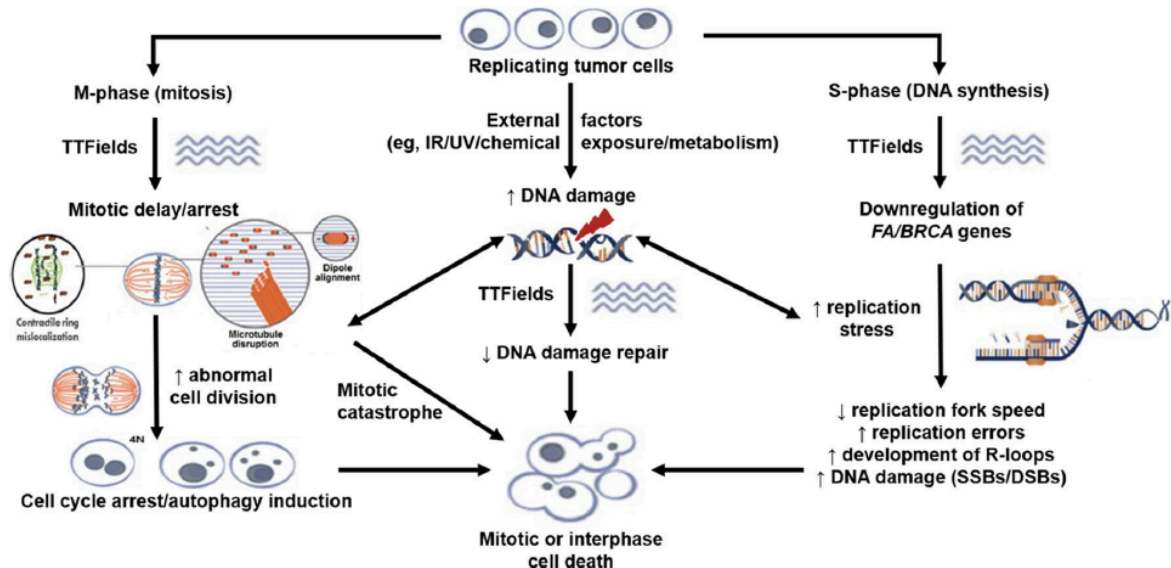 Replicating tumor cells
M-phase (mitosis)
TTFields
Mitotic delay/arrest
Contractile ring
mislocalization
Microtubule
disruption
- +
Dipole
alignment
↑ abnormal
cell division
4N
Cell cycle arrest/autophagy induction
External factors
(eg, IR/UV/chemical exposure/metabolism)
↑ DNA damage
TTFields
↓ DNA damage repair
Mitotic
catastrophe
Mitotic or interphase
cell death
S-phase (DNA synthesis)
TTFields
Downregulation of
FA/BRCA genes
↑ replication
stress
↓ replication fork speed
↑ replication errors
↑ development of R-loops
↑ DNA damage (SSBs/DSBs)